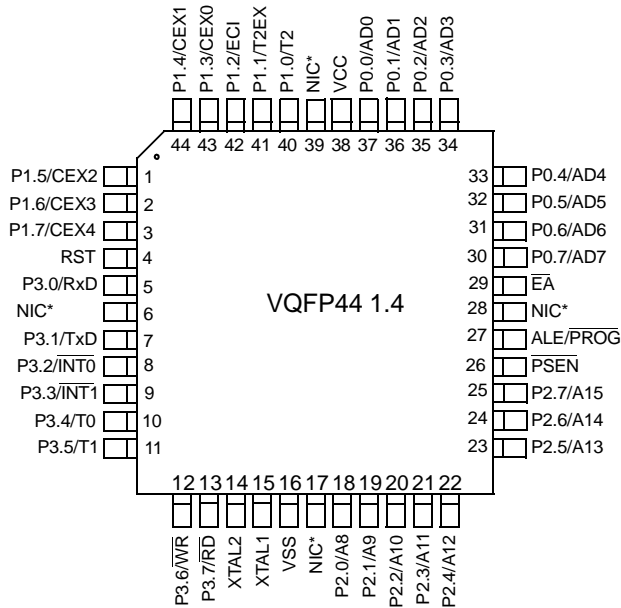 P1.4/CEX1
P1.3/CEX0
P1.2/ECI
P1.1/T2EX
P1.0/T2
NIC*
VCC
P0.0/AD0
P0.1/AD1
P0.2/AD2
P0.3/AD3
44 43 42 41 40 39 38 37 36 35 34
P1.5/CEX2 1
P1.6/CEX3 2
P1.7/CEX4 3
RST 4
P3.0/RxD 5
NIC* 6
P3.1/TxD 7
P3.2/INT0 8
P3.3/INT1 9
P3.4/T0 10
P3.5/T1 11
VQFP44 1.4
33 P0.4/AD4
32 P0.5/AD5
31 P0.6/AD6
30 P0.7/AD7
29 EA
28 NIC*
27 ALE/PROG
26 PSEN
25 P2.7/A15
24 P2.6/A14
23 P2.5/A13
12 13 14 15 16 17 18 19 20 21 22
P3.6/WR
P3.7/RD
XTAL2
XTAL1
VSS
NIC*
P2.0/A8
P2.1/A9
P2.2/A10
P2.3/A11
P2.4/A12